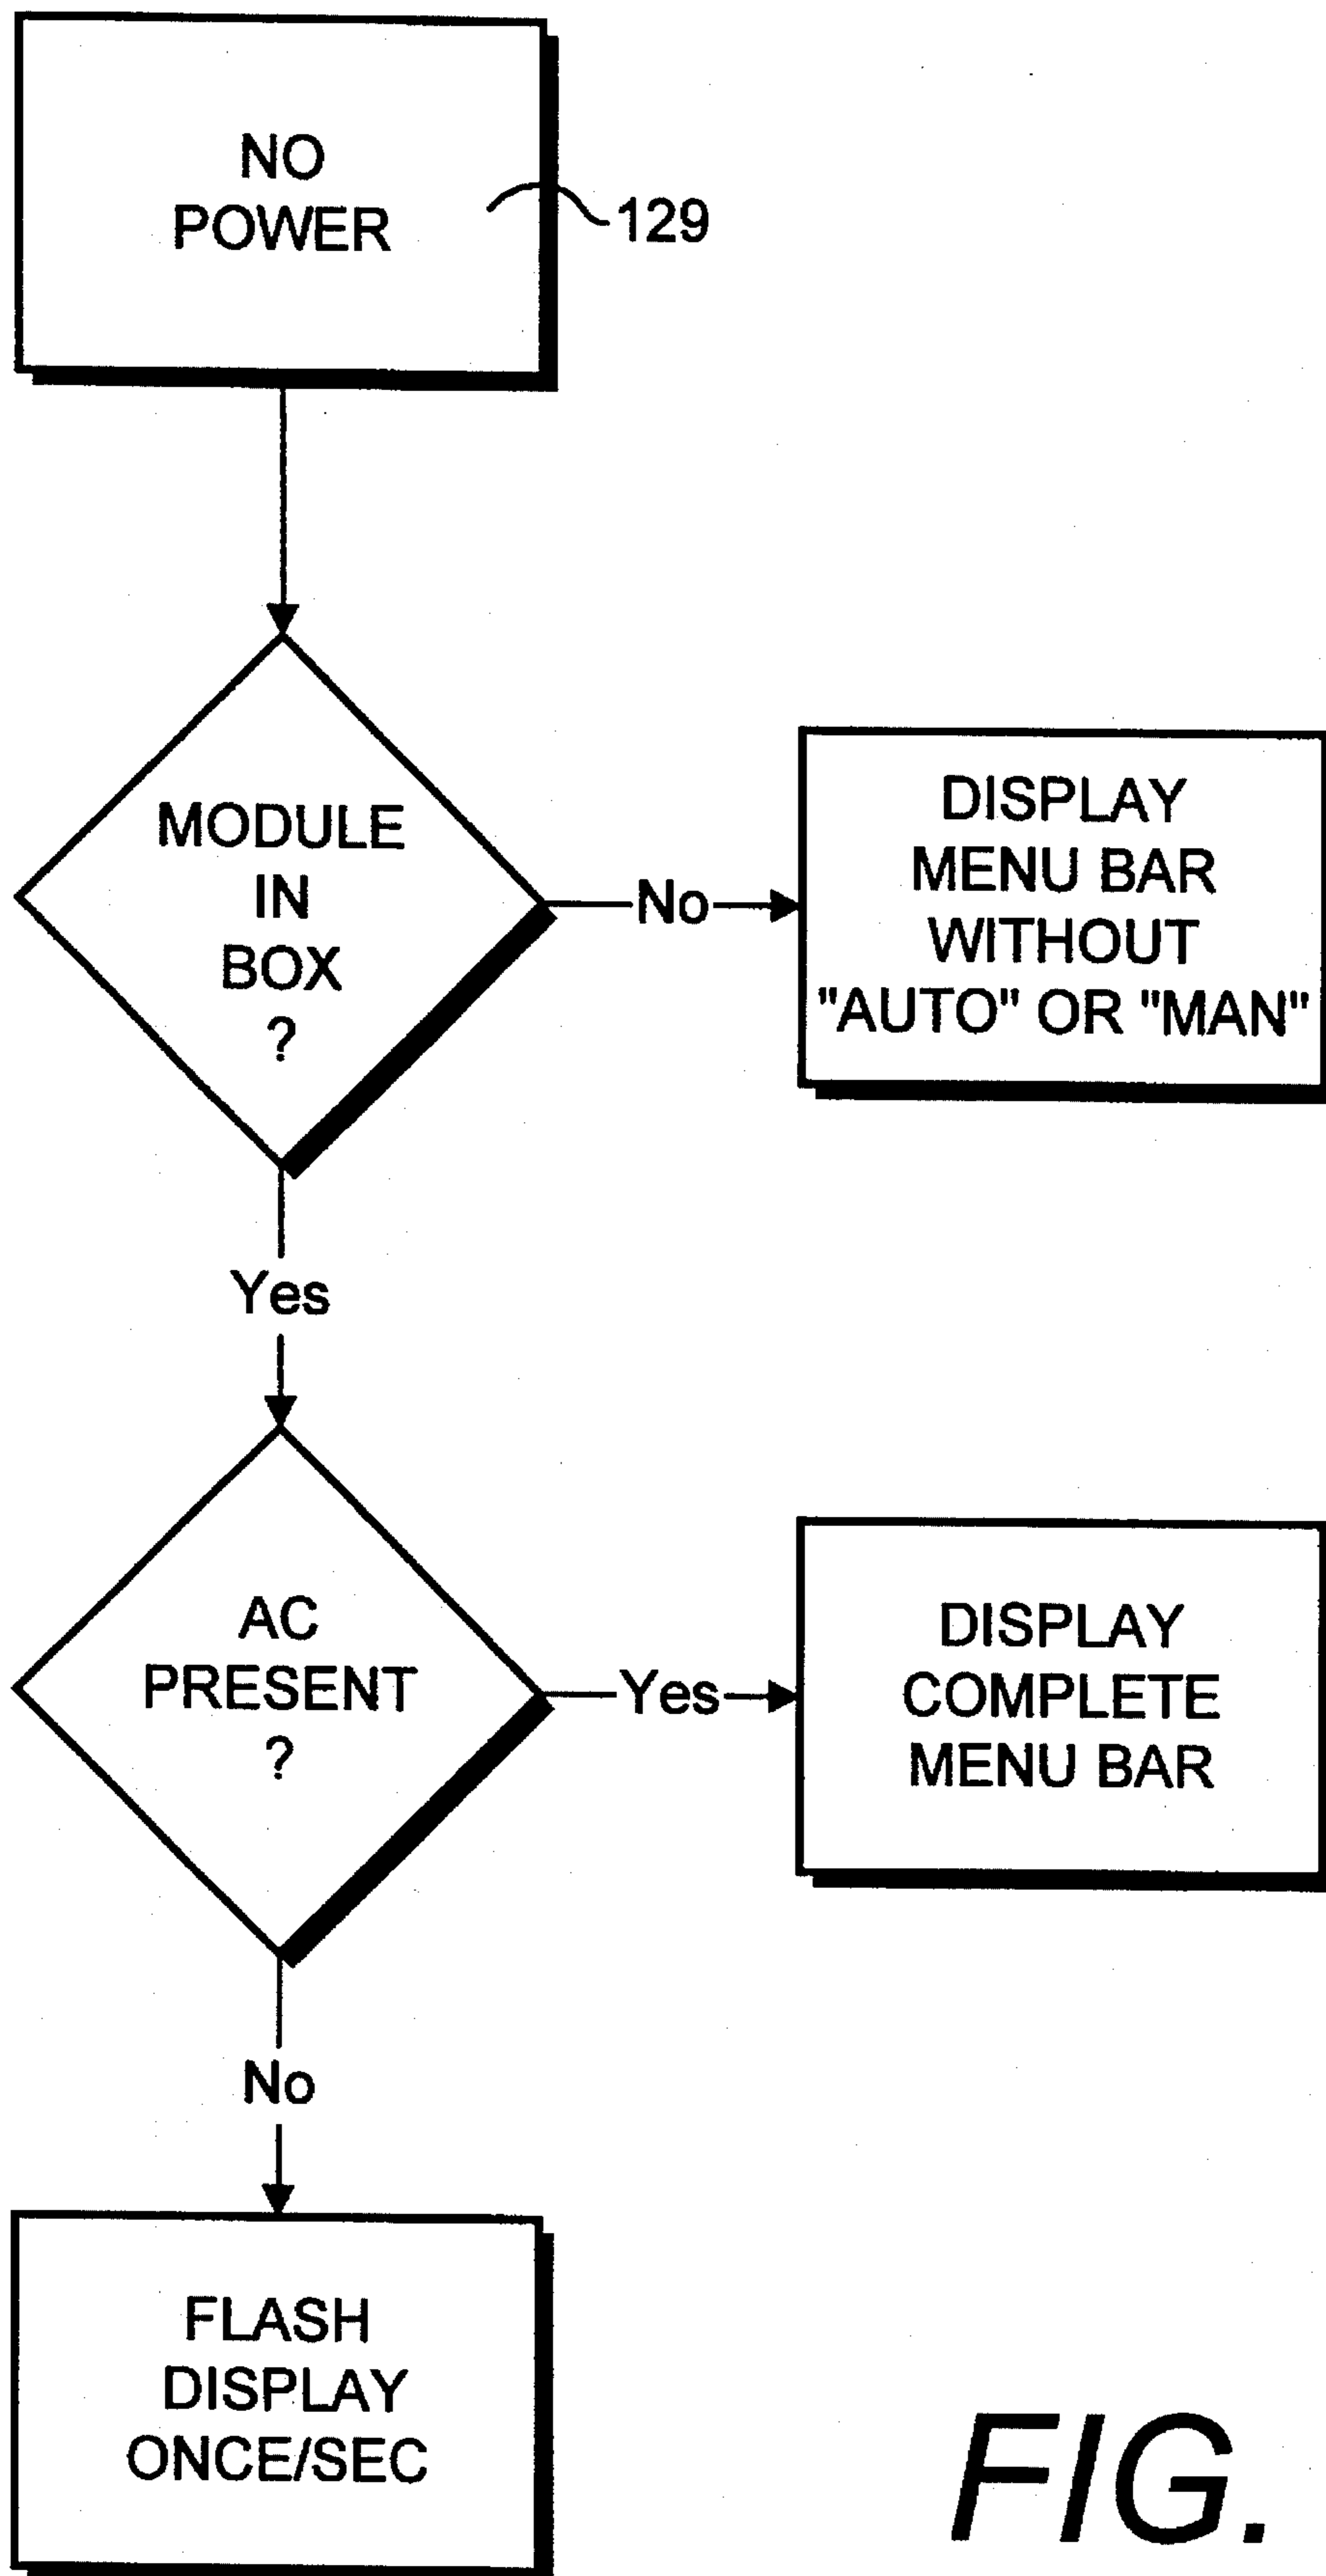 NO
POWER
129
MODULE
IN
BOX
?
No
DISPLAY
MENU BAR
WITHOUT
"AUTO" OR "MAN"
Yes
AC
PRESENT
?
Yes
DISPLAY
COMPLETE
MENU BAR
No
FLASH
DISPLAY
ONCE/SEC
FIG.